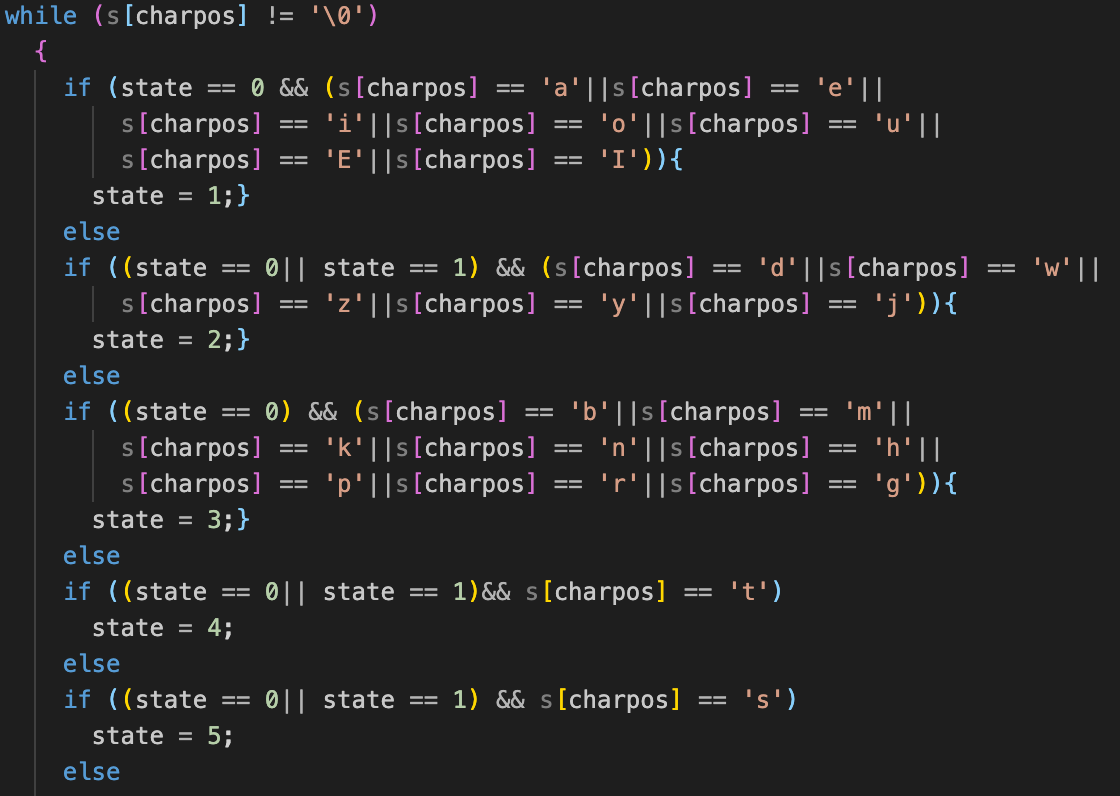 while (s[charpos] != '\0')
{
if (state == 0 && (s[charpos] == 'a'||s[charpos] == 'e'||
s[charpos] == 'i'||s[charpos] == 'o'||s[charpos] == 'u'||
s[charpos] == 'E'||s[charpos] == 'I')){
state = 1;}
else
if ((state == 0|| state == 1) && (s[charpos] == 'd'||s[charpos] == 'w'||
s[charpos] == 'z'||s[charpos] == 'y'||s[charpos] == 'j')){
state = 2;}
else
if ((state == 0) && (s[charpos] == 'b'||s[charpos] == 'm'||
s[charpos] == 'k'||s[charpos] == 'n'||s[charpos] == 'h'||
s[charpos] == 'p'||s[charpos] == 'r'||s[charpos] == 'g')){
state = 3;}
else
if ((state == 0|| state == 1)&& s[charpos] == 't')
state = 4;
else
if ((state == 0|| state == 1) && s[charpos] == 's')
state = 5;
else